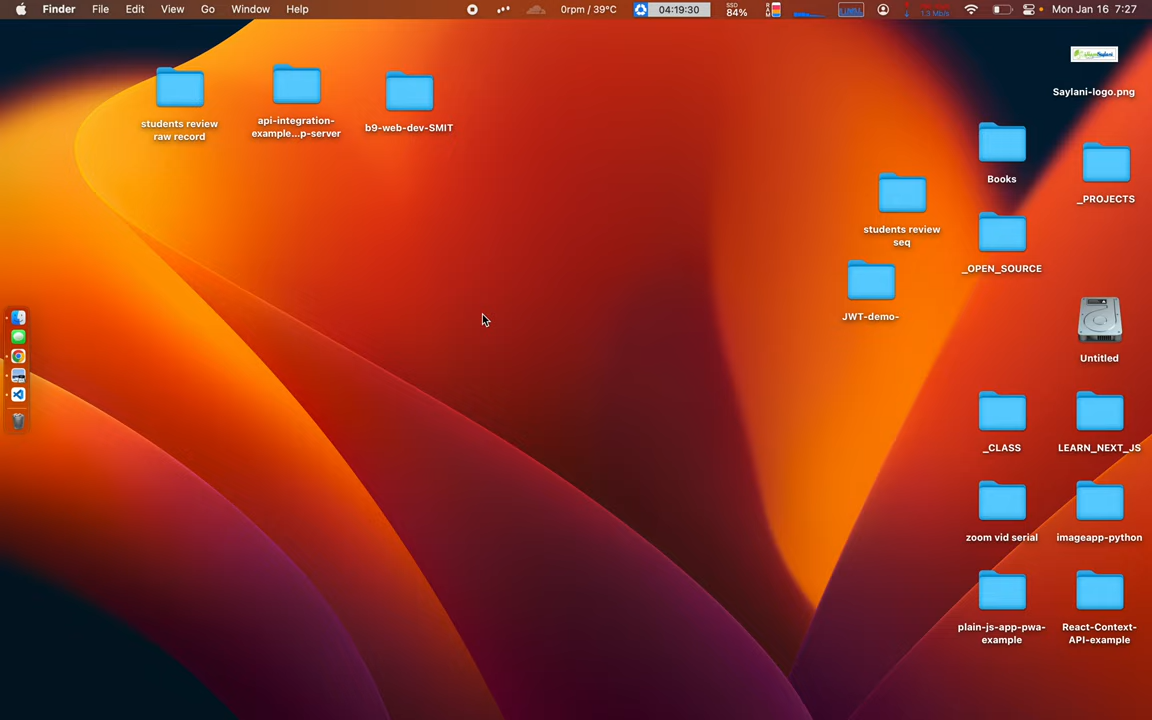 Finder File Edit View Go Window Help 0rpm / 39°C 04:19:30 SSD 84% Mon Jan 16 7:27
Saylani-logo.png
students review
raw record
api-integration-
example...p-server
b9-web-dev-SMIT
Books
_PROJECTS
students review
seq
_OPEN_SOURCE
JWT-demo-
Untitled
_CLASS
LEARN_NEXT_JS
zoom vid serial
imageapp-python
plain-js-app-pwa-
example
React-Context-
API-example